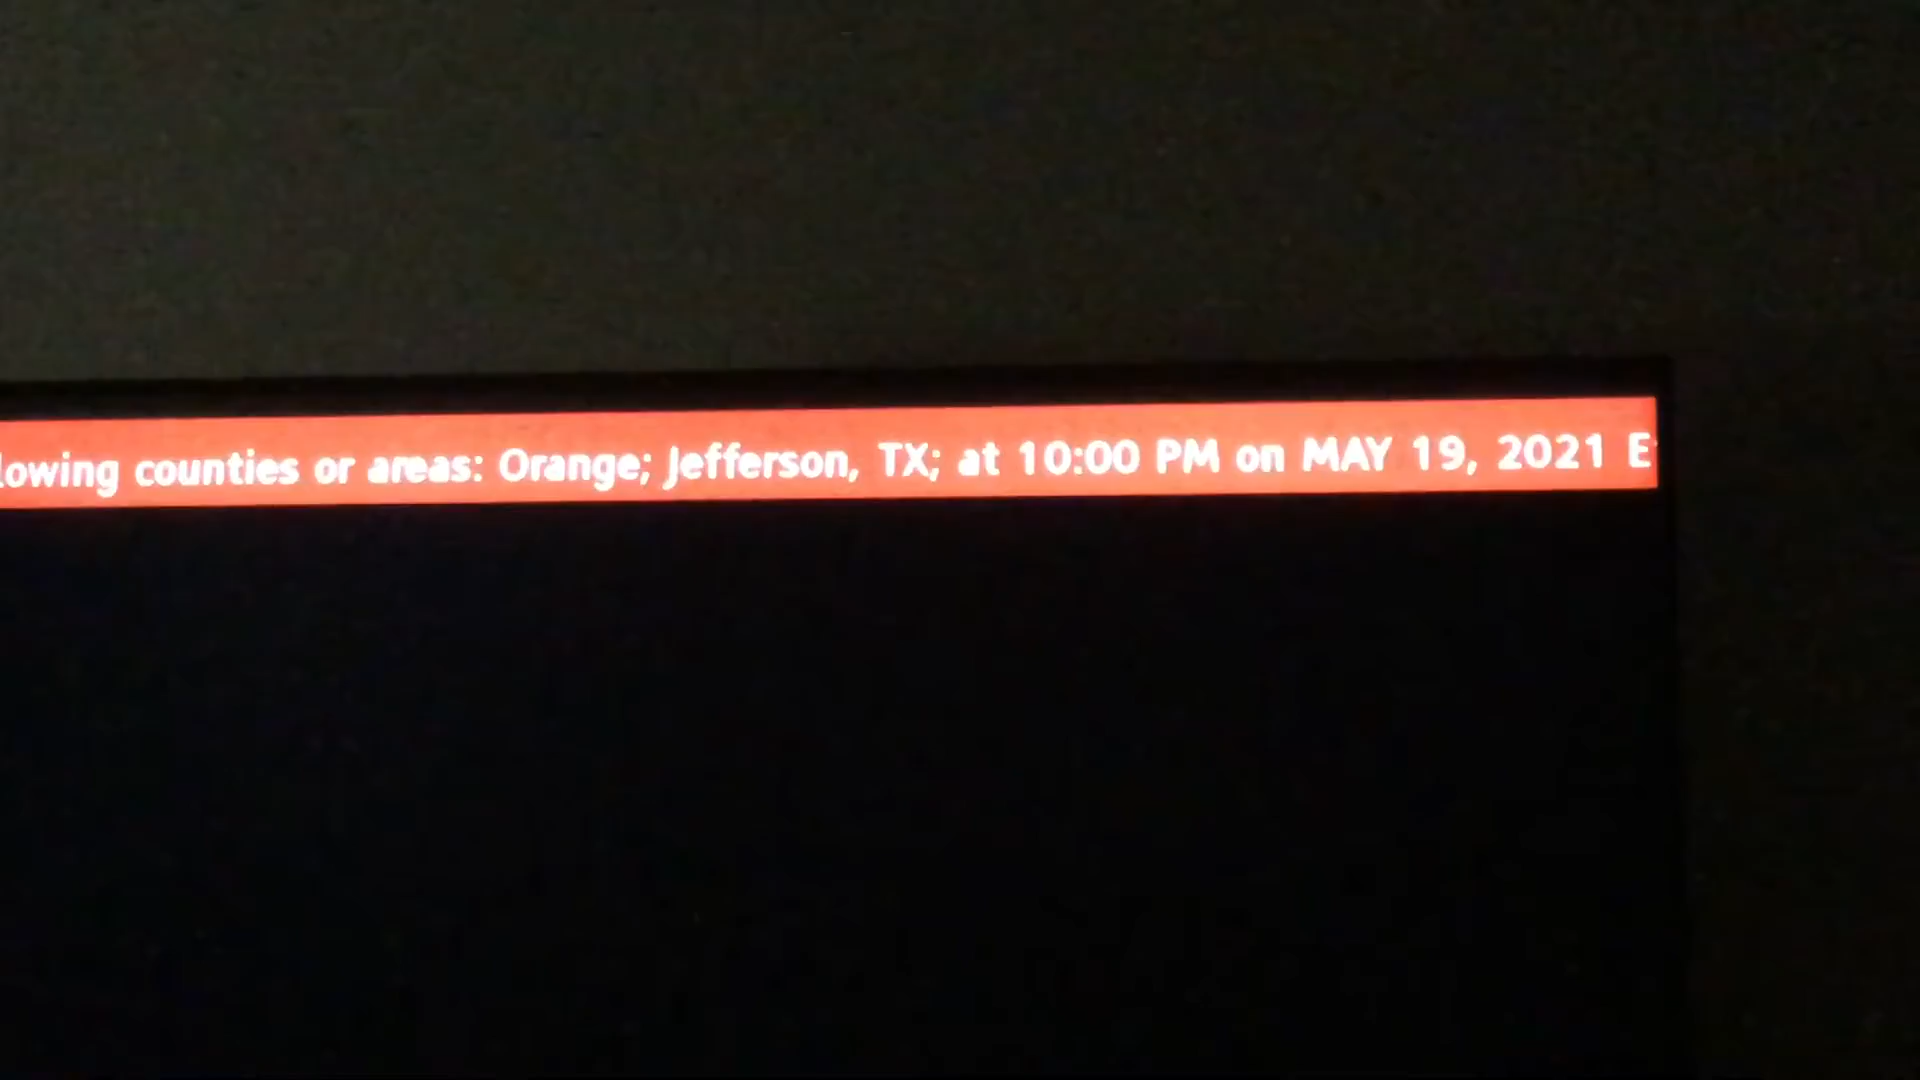 lowing counties or areas: Orange; Jefferson, TX; at 10:00 PM on MAY 19, 2021 E